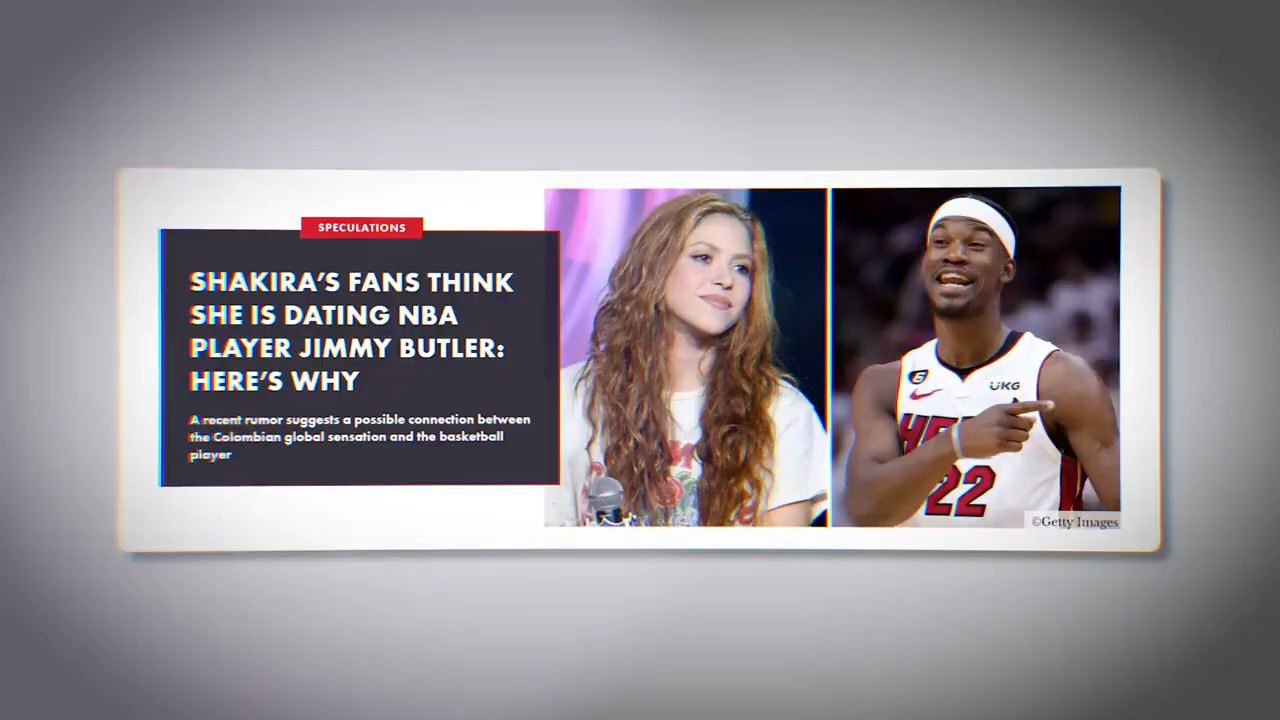 SPECULATIONS
SHAKIRA'S FANS THINK
SHE IS DATING NBA
PLAYER JIMMY BUTLER:
HERE'S WHY
A recent rumor suggests a possible connection between
the Colombian global sensation and the basketball
player
6
UKG
HE
22
©Getty Images